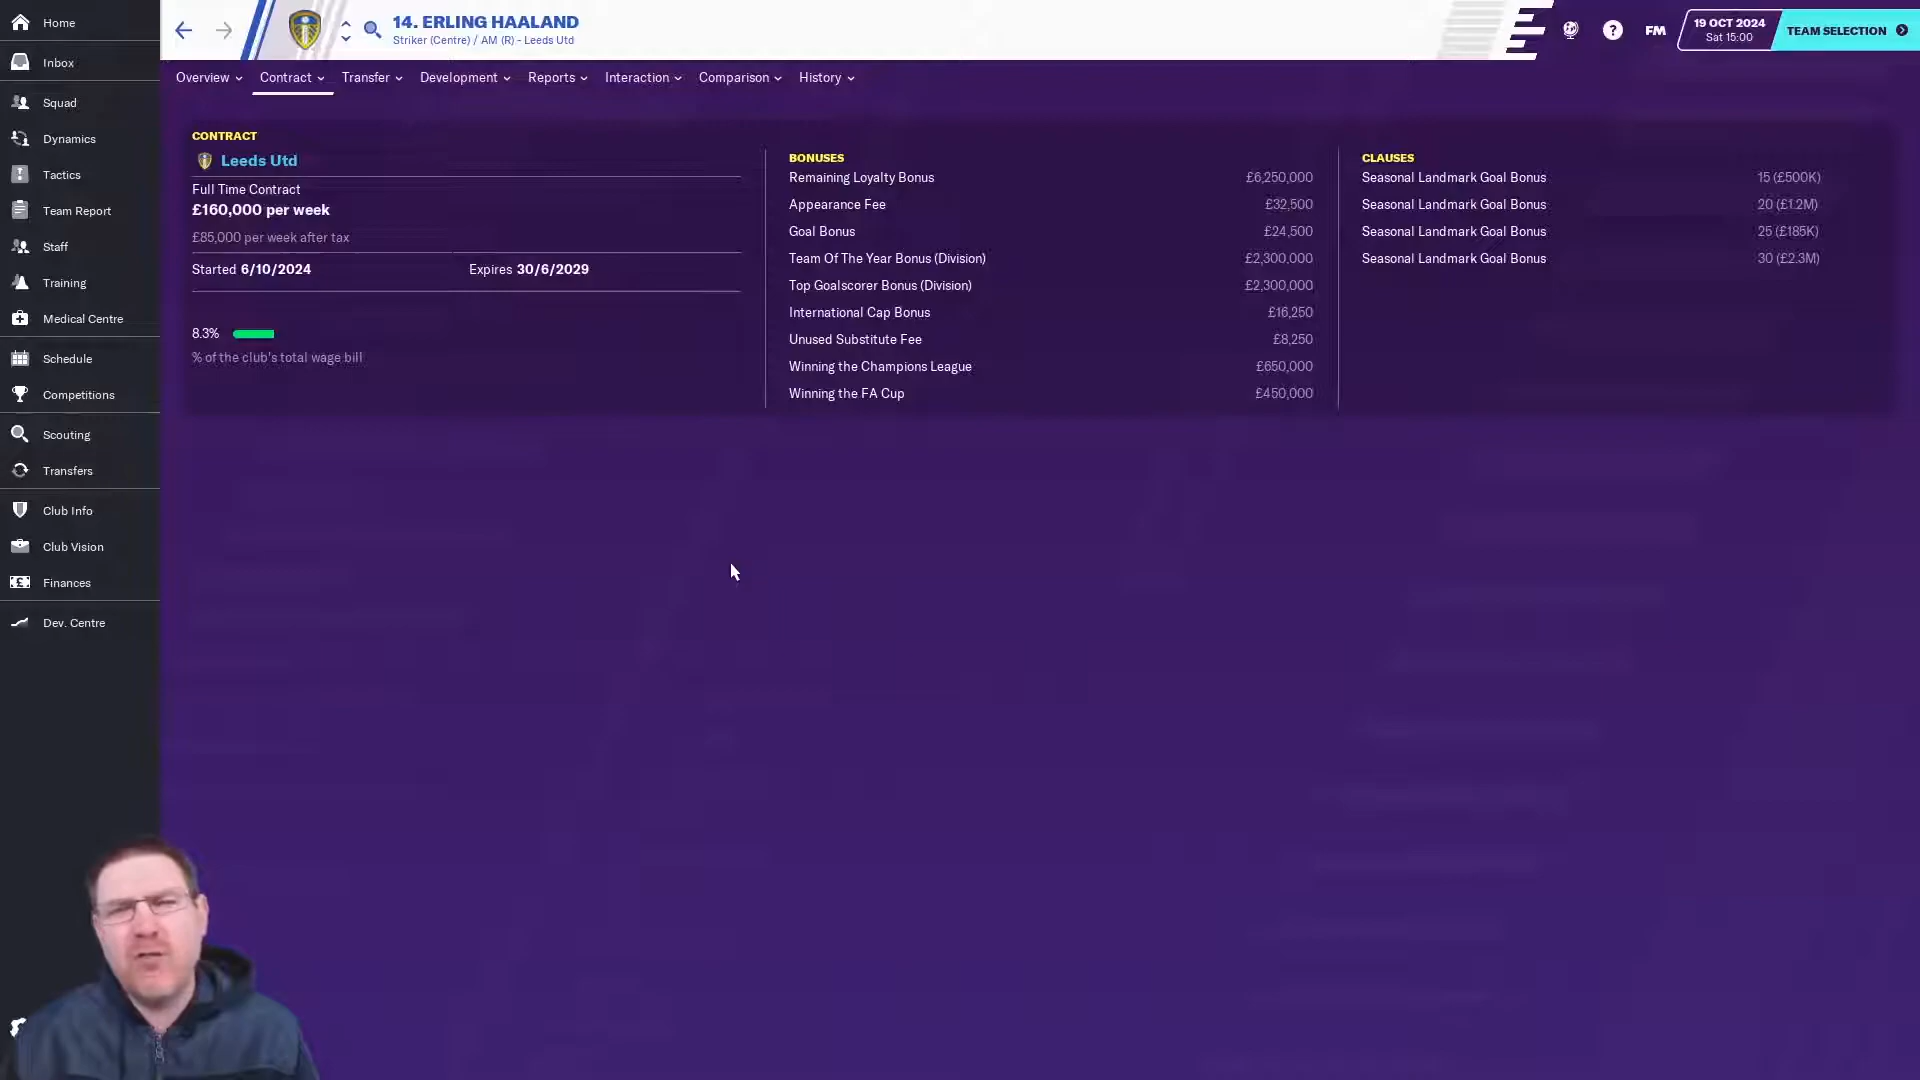 Home
Inbox
Squad
Dynamics
Tactics
Team Report
Staff
Training
Medical Centre
Schedule
Competitions
Scouting
Transfers
Club Info
Club Vision
Finances
Dev. Centre
14. ERLING HAALAND
Striker (Centre) / AM (R) - Leeds Utd
?
FM
19 OCT 2024
Sat 15:00
TEAM SELECTION
Overview Contract Transfer Development Reports Interaction Comparison History
CONTRACT
Leeds Utd
Full Time Contract
£160,000 per week
£85,000 per week after tax
Started 6/10/2024 Expires 30/6/2029
8.3%
% of the club's total wage bill
BONUSES
Remaining Loyalty Bonus £6,250,000
Appearance Fee £32,500
Goal Bonus £24,500
Team Of The Year Bonus (Division) £2,300,000
Top Goalscorer Bonus (Division) £2,300,000
International Cap Bonus £16,250
Unused Substitute Fee £8,250
Winning the Champions League £650,000
Winning the FA Cup £450,000
CLAUSES
Seasonal Landmark Goal Bonus 15 (£500K)
Seasonal Landmark Goal Bonus 20 (£1.2M)
Seasonal Landmark Goal Bonus 25 (£185K)
Seasonal Landmark Goal Bonus 30 (£2.3M)